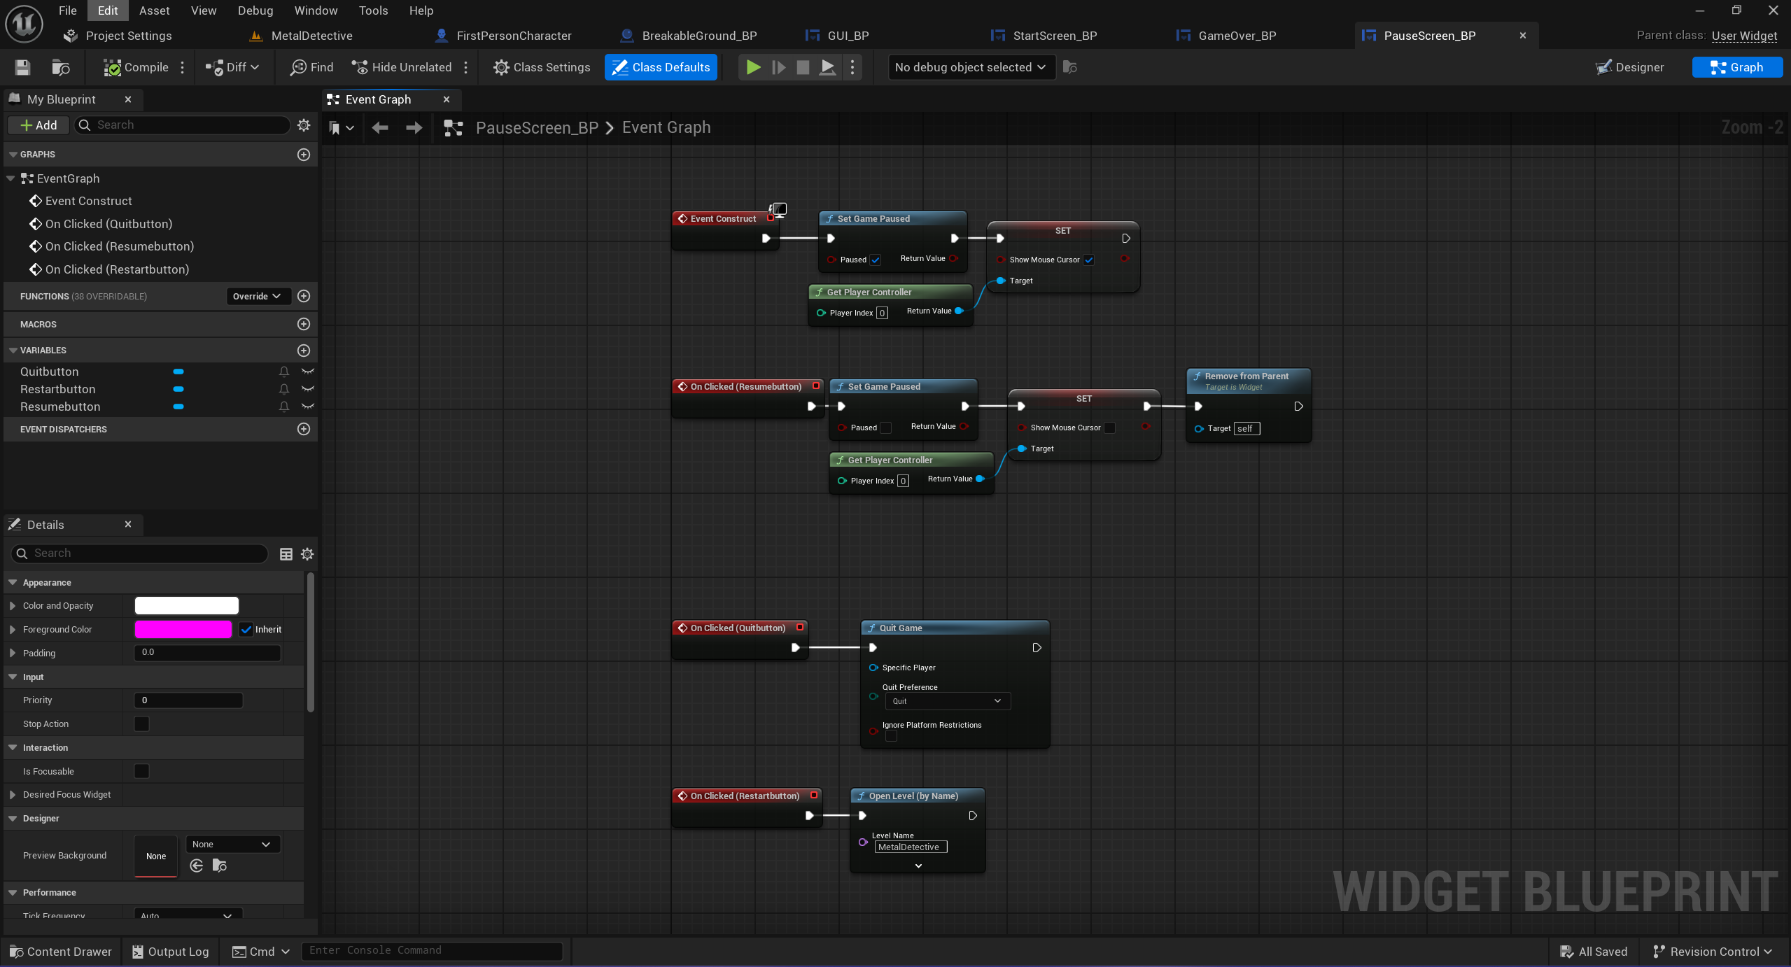 File Edit Asset View Debug Window Tools Help
Project Settings MetalDetective FirstPersonCharacter BreakableGround_BP GUI_BP StartScreen_BP GameOver_BP PauseScreen_BP Parent class: User Widget
Compile Diff Find Hide Unrelated Class Settings Class Defaults No debug object selected Designer Graph
My Blueprint
Event Graph
Add Search
PauseScreen_BP Event Graph
Zoom -2
GRAPHS
EventGraph
Event Construct
On Clicked (Quitbutton)
On Clicked (Resumebutton)
On Clicked (Restartbutton)
FUNCTIONS (38 OVERRIDABLE) Override
MACROS
VARIABLES
Quitbutton
Restartbutton
Resumebutton
EVENT DISPATCHERS
Details
Search
Appearance
Color and Opacity
Foreground Color Inherit
Padding 0.0
Input
Priority 0
Stop Action
Interaction
Is Focusable
Desired Focus Widget
Designer
Preview Background None None
Performance
Tick Frequency Auto
Event Construct
Set Game Paused
Paused Return Value
SET
Show Mouse Cursor
Target
Get Player Controller
Player Index 0 Return Value
On Clicked (Resumebutton)
Set Game Paused
Paused Return Value
SET
Show Mouse Cursor
Target
Remove from Parent
Target is Widget
Target self
Get Player Controller
Player Index 0 Return Value
On Clicked (Quitbutton)
Quit Game
Specific Player
Quit Preference
Quit
Ignore Platform Restrictions
On Clicked (Restartbutton)
Open Level (by Name)
Level Name
MetalDetective
WIDGET BLUEPRINT
Content Drawer Output Log Cmd Enter Console Command All Saved Revision Control